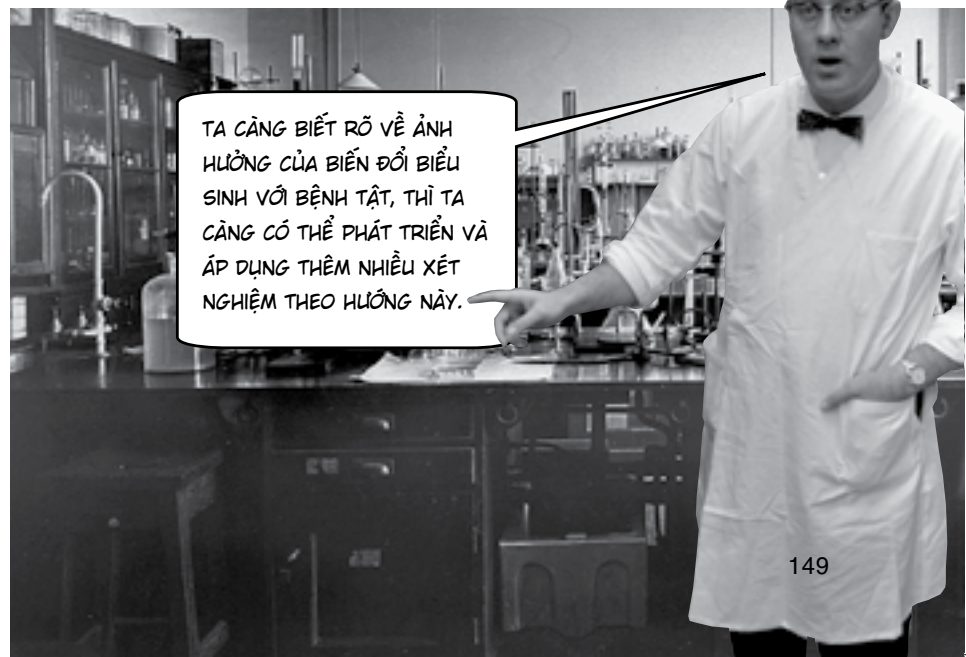 TA CÀNG BIẾT RÕ VỀ ẢNH
HƯỞNG CỦA BIẾN ĐỔI BIỂU
SINH VỚI BỆNH TẬT, THÌ TA
CÀNG CÓ THỂ PHÁT TRIỂN VÀ
ÁP DỤNG THÊM NHIỀU XÉT
NGHIỆM THEO HƯỚNG NÀY.
149